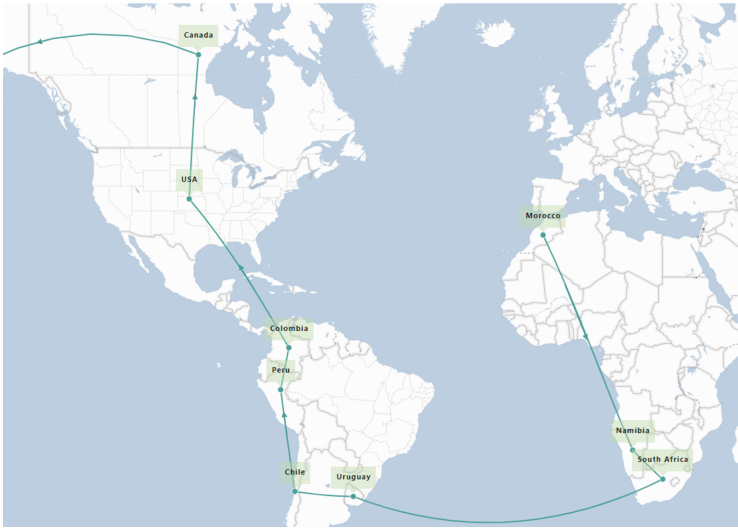 Canada
USA
Morocco
Colombia
Peru
Namibia
South Africa
Chile
Uruguay